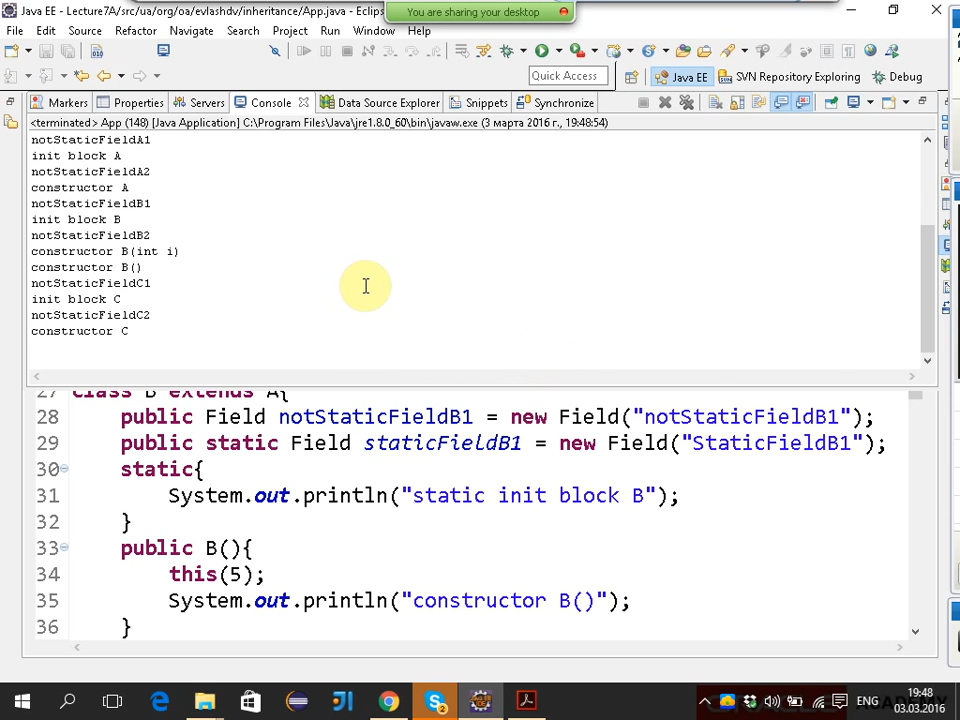 Java EE - Lecture7A/src/ua/org/oa/evlashdv/inheritance/App.java - Eclips
You are sharing your desktop
File Edit Source Refactor Navigate Search Project Run Window Help
Quick Access
Java EE
SVN Repository Exploring
Debug
Markers
Properties
Servers
Console
Data Source Explorer
Snippets
Synchronize
<terminated> App (148) [Java Application] C:\Program Files\Java\jre1.8.0_60\bin\javaw.exe (3 марта 2016 г., 19:48:54)
notStaticFieldA1
init block A
notStaticFieldA2
constructor A
notStaticFieldB1
init block B
notStaticFieldB2
constructor B(int i)
constructor B()
notStaticFieldC1
init block C
notStaticFieldC2
constructor C
27 class B extends A{
28 public Field notStaticFieldB1 = new Field("notStaticFieldB1");
29 public static Field staticFieldB1 = new Field("StaticFieldB1");
30 static{
31 System.out.println("static init block B");
32 }
33 public B(){
34 this(5);
35 System.out.println("constructor B()");
36 }
ENG
19:48
03.03.2016